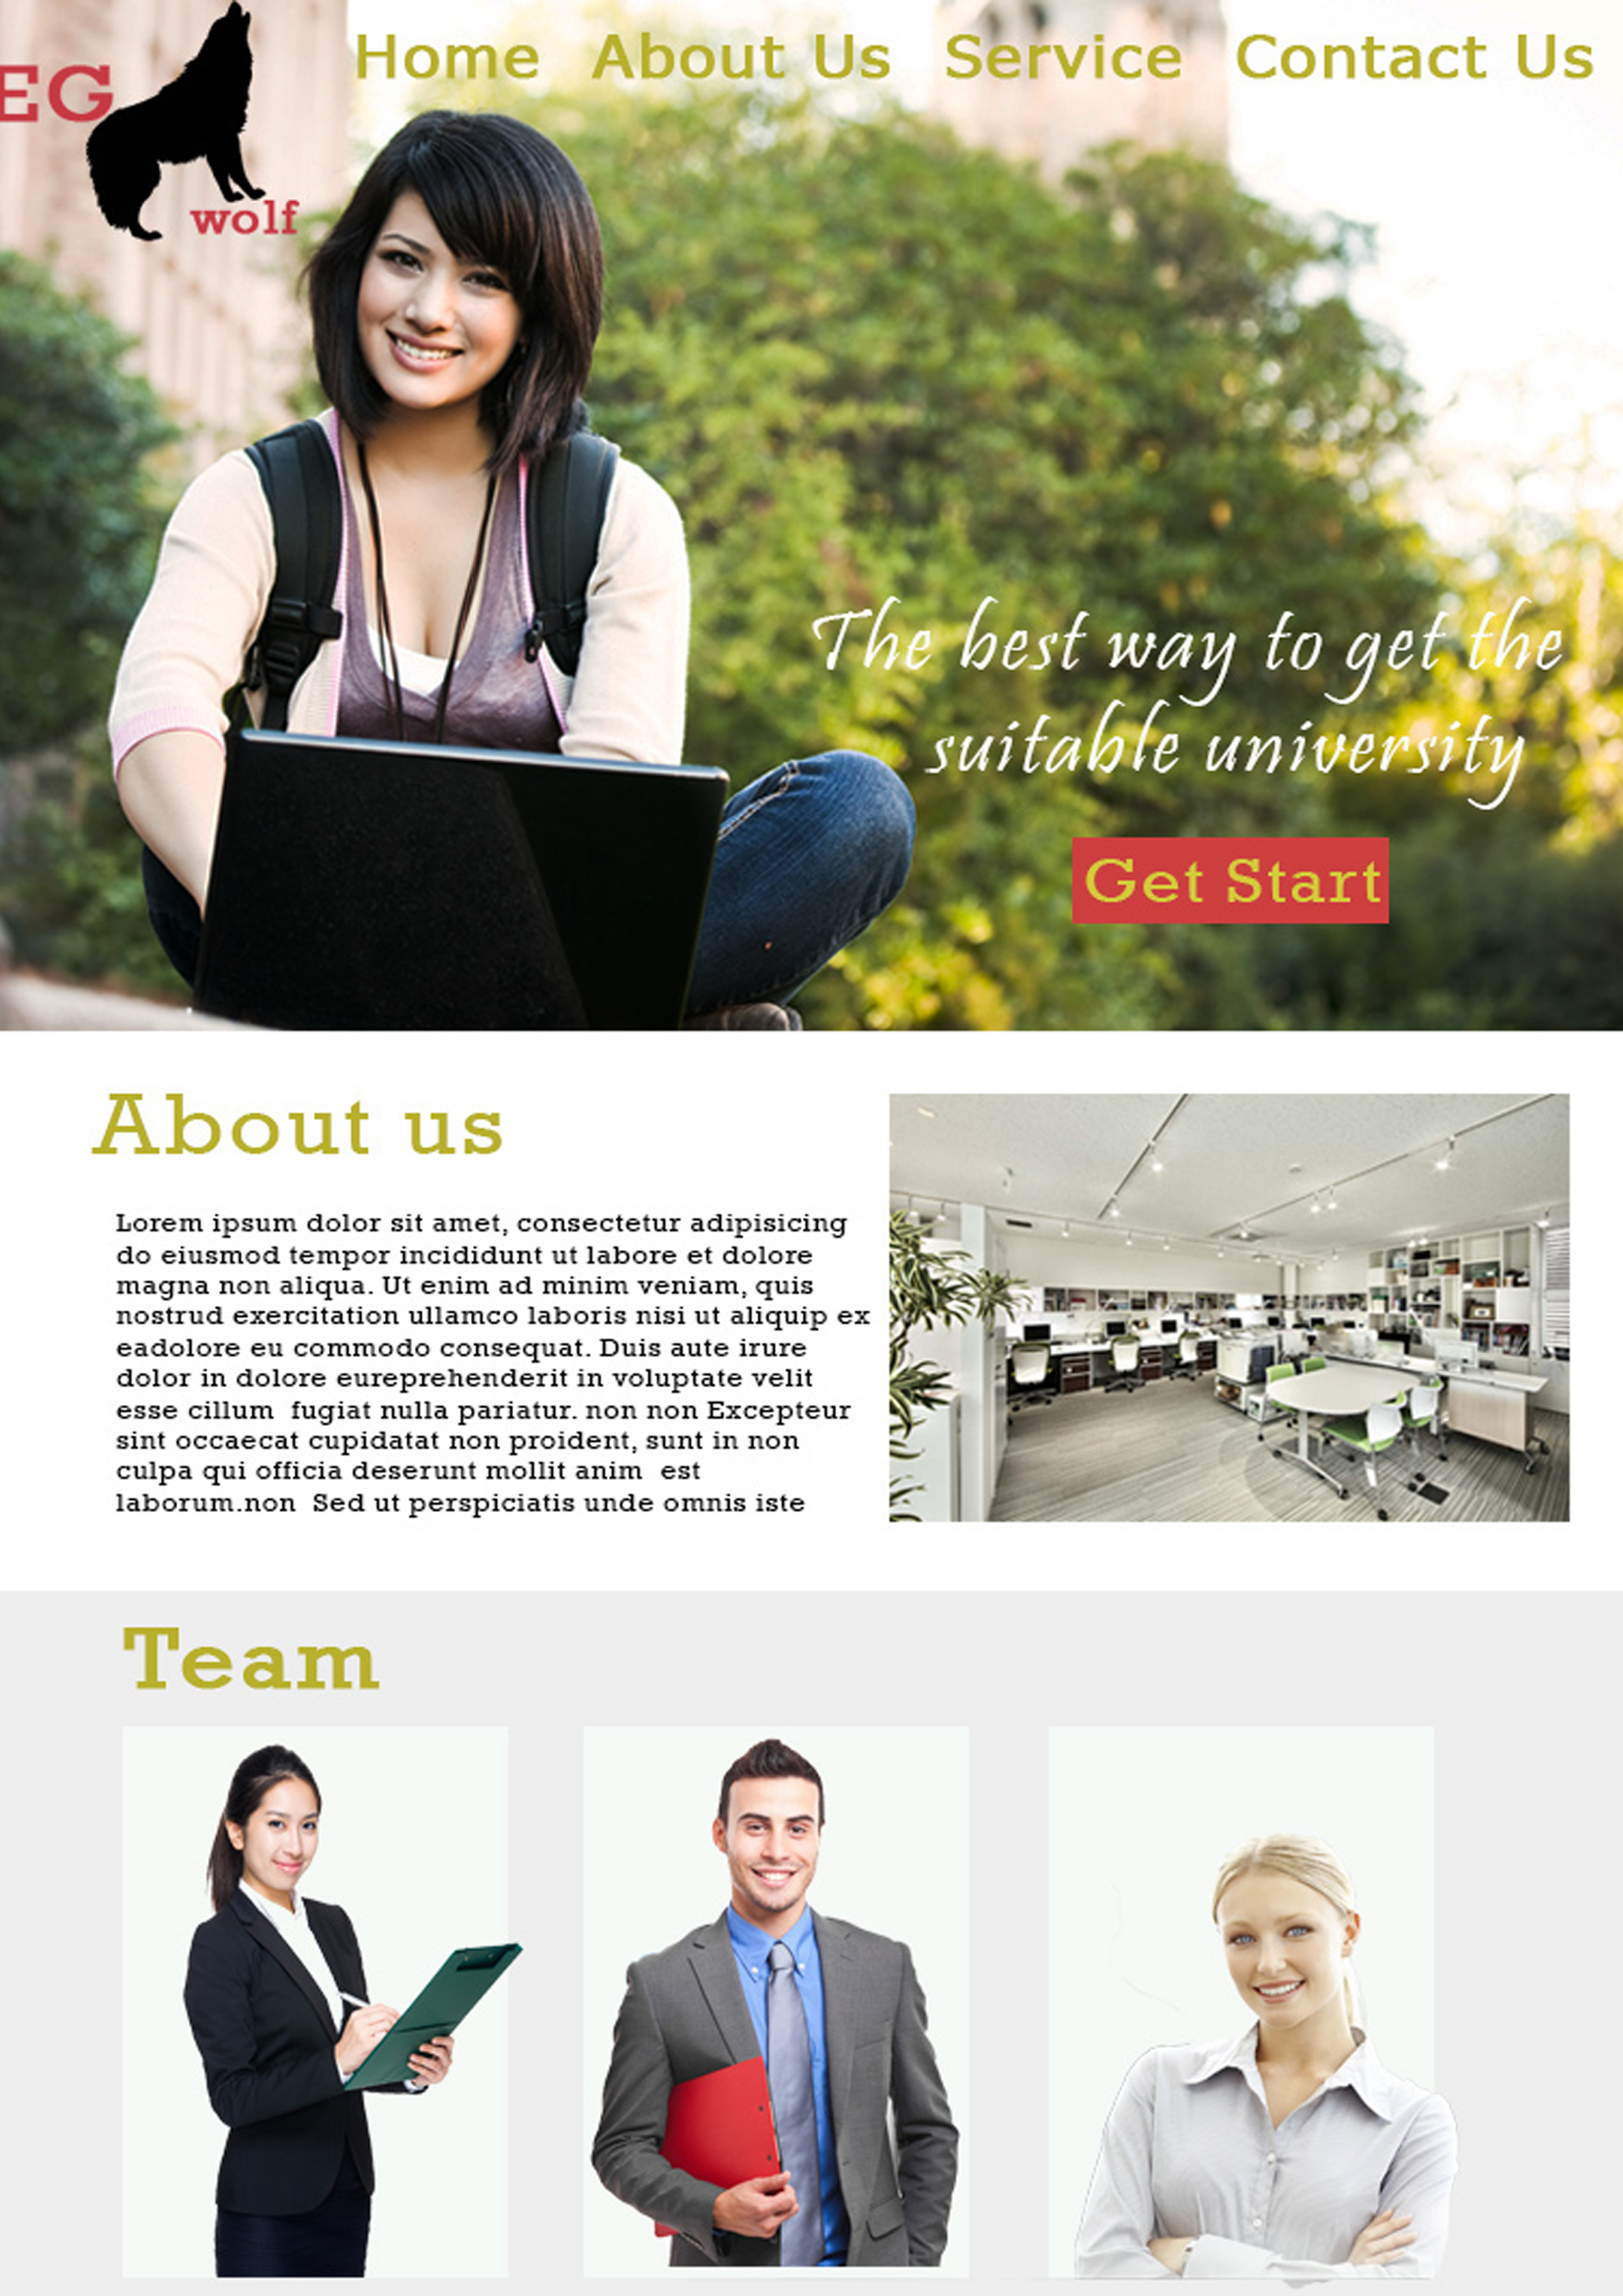 EG
wolf
Home About Us Service Contact Us
The best way to get the
suitable university
Get Start
About us
Lorem ipsum dolor sit amet, consectetur adipisicing
do eiusmod tempor incididunt ut labore et dolore
magna non aliqua. Ut enim ad minim veniam, quis
nostrud exercitation ullamco laboris nisi ut aliquip ex
eadolore eu commodo consequat. Duis aute irure
dolor in dolore eureprehenderit in voluptate velit
esse cillum  fugiat nulla pariatur. non non Excepteur
sint occaecat cupidatat non proident, sunt in non
culpa qui officia deserunt mollit anim  est
laborum.non  Sed ut perspiciatis unde omnis iste
Team